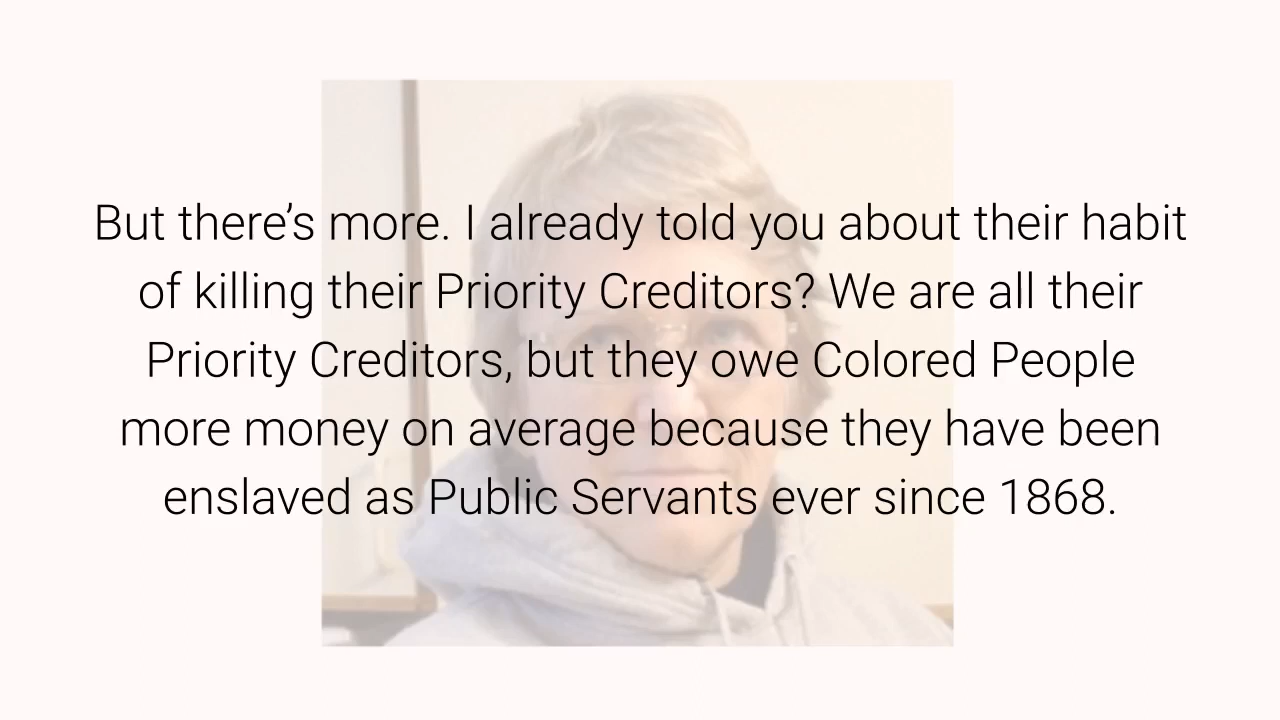 But there’s more. I already told you about their habit
of killing their Priority Creditors? We are all their
Priority Creditors, but they owe Colored People
more money on average because they have been
enslaved as Public Servants ever since 1868.